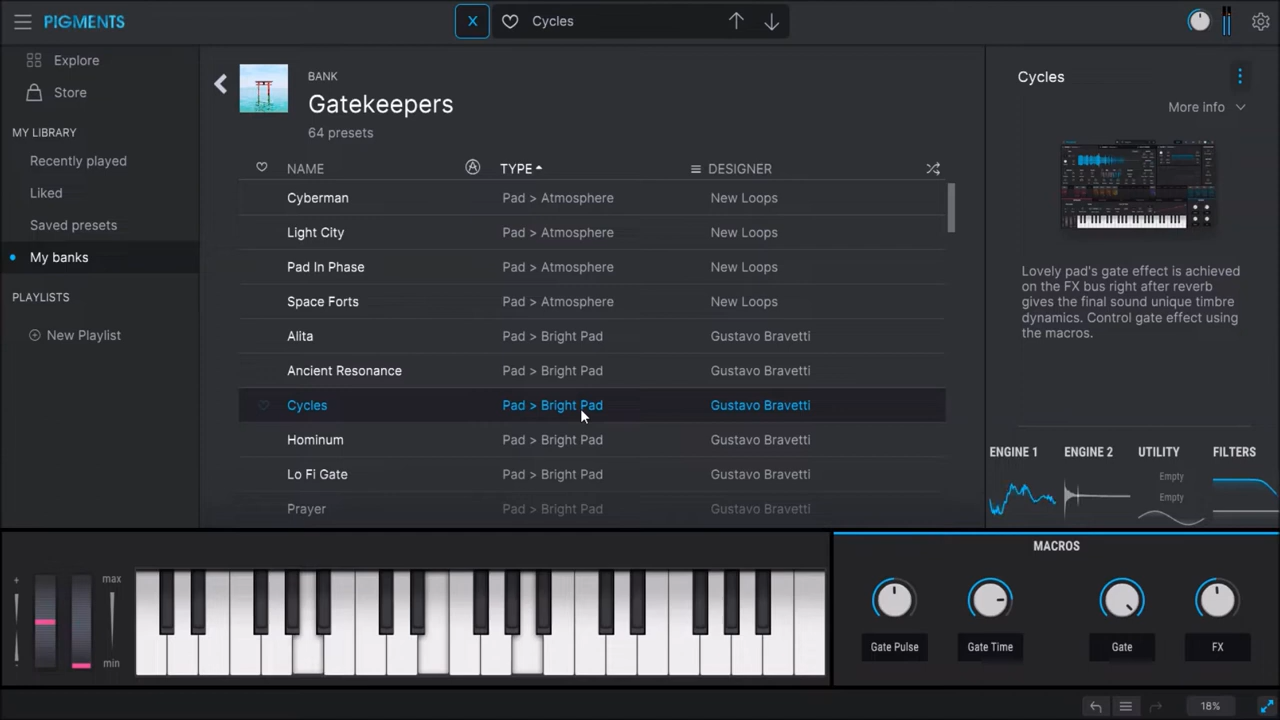 PIGMENTS
X
Cycles
Explore
Store
MY LIBRARY
Recently played
Liked
Saved presets
My banks
PLAYLISTS
New Playlist
BANK
Gatekeepers
64 presets
NAME TYPE DESIGNER
Cyberman Pad > Atmosphere New Loops
Light City Pad > Atmosphere New Loops
Pad In Phase Pad > Atmosphere New Loops
Space Forts Pad > Atmosphere New Loops
Alita Pad > Bright Pad Gustavo Bravetti
Ancient Resonance Pad > Bright Pad Gustavo Bravetti
Cycles Pad > Bright Pad Gustavo Bravetti
Hominum Pad > Bright Pad Gustavo Bravetti
Lo Fi Gate Pad > Bright Pad Gustavo Bravetti
Prayer Pad > Bright Pad Gustavo Bravetti
Cycles
More info
Lovely pad's gate effect is achieved
on the FX bus right after reverb
gives the final sound unique timbre
dynamics. Control gate effect using
the macros.
ENGINE 1 ENGINE 2 UTILITY FILTERS
Empty
Empty
+ max
- min
MACROS
Gate Pulse Gate Time Gate FX
18%